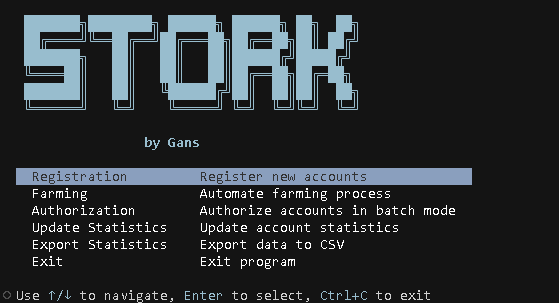 STORK
by Gans
Registration Register new accounts
Farming Automate farming process
Authorization Authorize accounts in batch mode
Update Statistics Update account statistics
Export Statistics Export data to CSV
Exit Exit program
Use ↑/↓ to navigate, Enter to select, Ctrl+C to exit